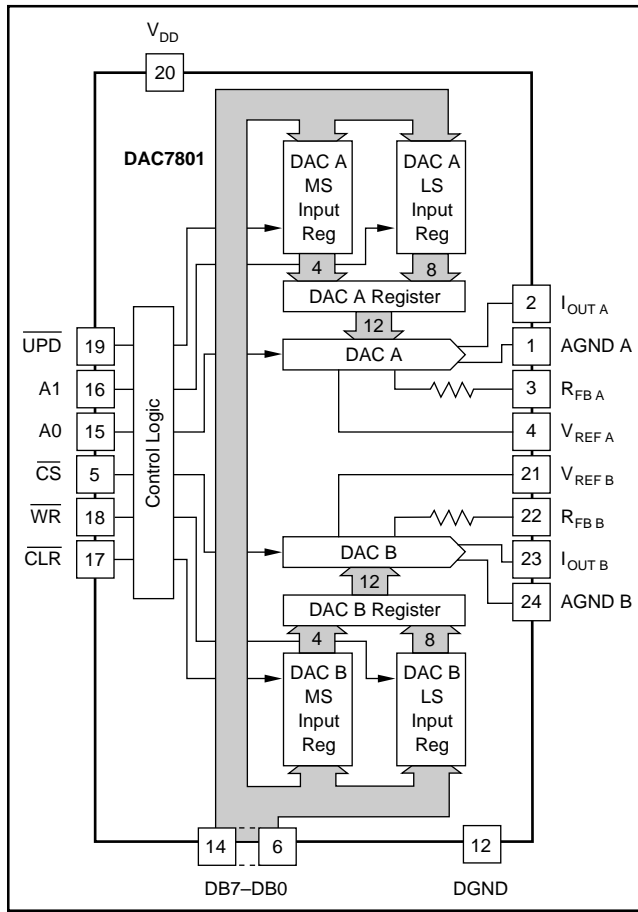 V_DD
20
DAC7801
DAC A
MS
Input
Reg
DAC A
LS
Input
Reg
4
8
DAC A Register
12
DAC A
Control Logic
UPD
19
A1
16
A0
15
CS
5
WR
18
CLR
17
2
I_OUT A
1
AGND A
3
R_FB A
4
V_REF A
21
V_REF B
22
R_FB B
23
I_OUT B
24
AGND B
DAC B
12
DAC B Register
4
8
DAC B
MS
Input
Reg
DAC B
LS
Input
Reg
14
6
12
DB7–DB0
DGND